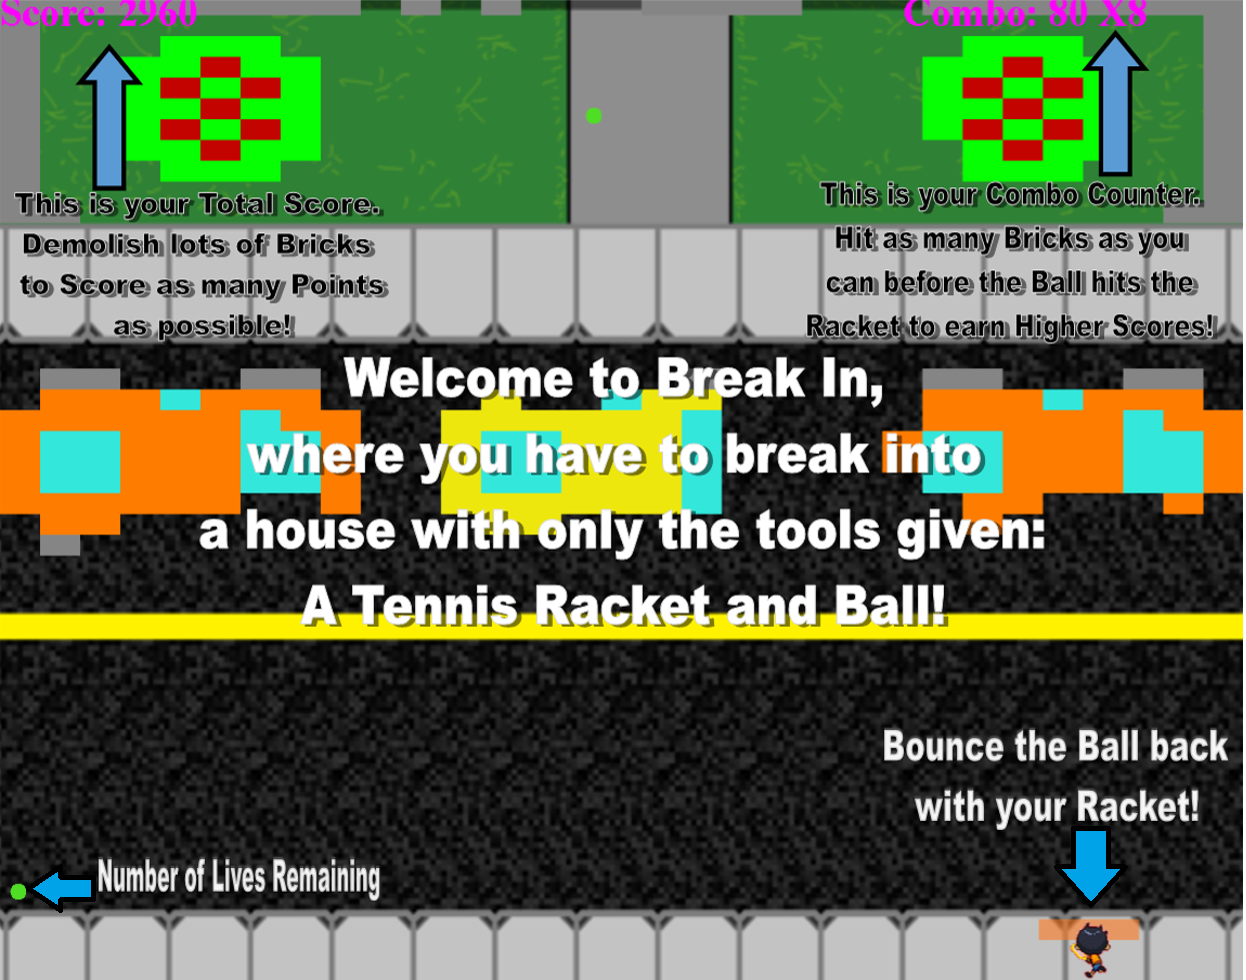 Score: 2960
Combo: 80 X8
This is your Total Score.
Demolish lots of Bricks
to Score as many Points
as possible!
This is your Combo Counter.
Hit as many Bricks as you
can before the Ball hits the
Racket to earn Higher Scores!
Welcome to Break In,
where you have to break into
a house with only the tools given:
A Tennis Racket and Ball!
Bounce the Ball back
with your Racket!
Number of Lives Remaining